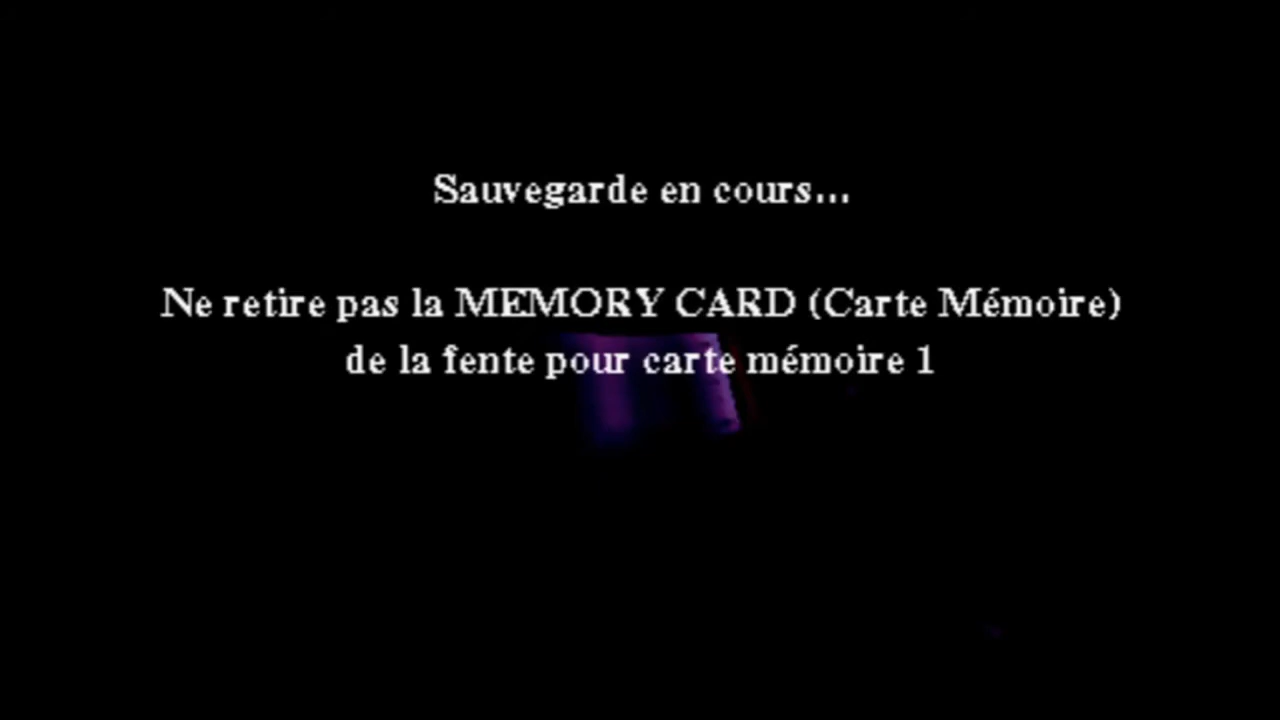 Sauvegarde en cours...
Ne retire pas la MEMORY CARD (Carte Mémoire)
de la fente pour carte mémoire 1